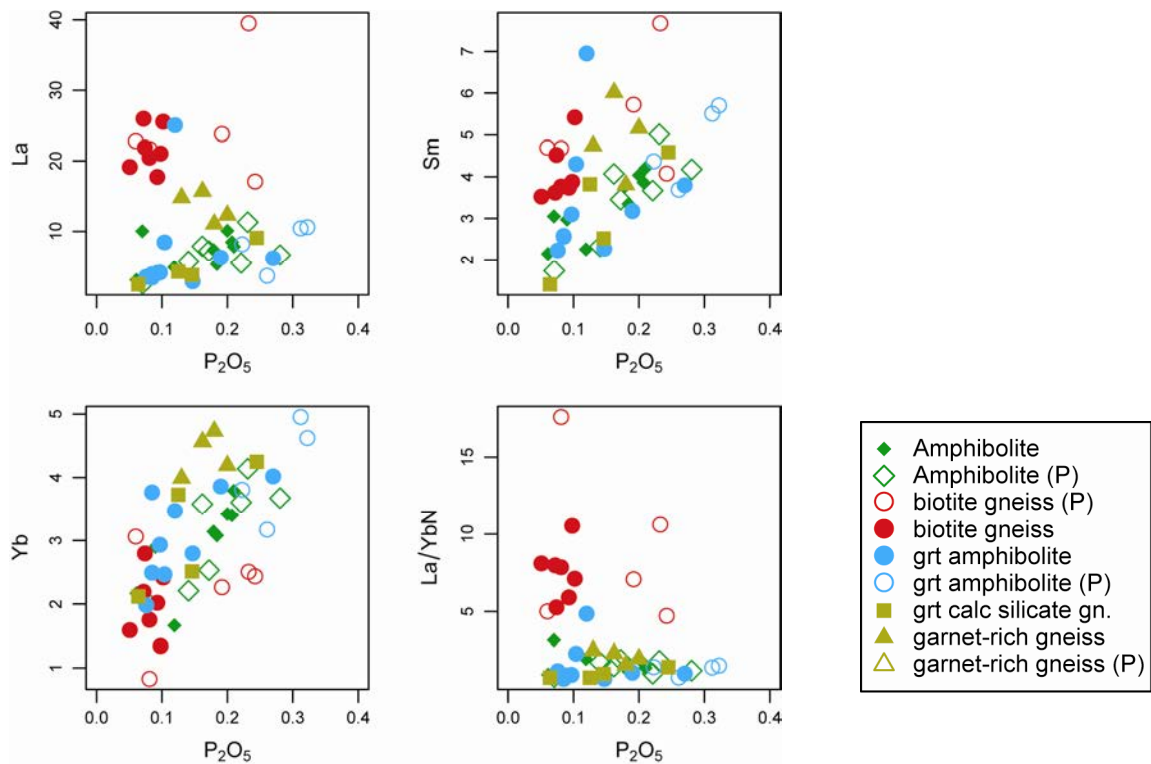 La
40
30
20
10
0.0 0.1 0.2 0.3 0.4
P₂O₅
Sm
7
6
5
4
3
2
0.0 0.1 0.2 0.3 0.4
P₂O₅
Yb
5
4
3
2
1
0.0 0.1 0.2 0.3 0.4
P₂O₅
La/YbN
15
10
5
0.0 0.1 0.2 0.3 0.4
P₂O₅
Amphibolite
Amphibolite (P)
biotite gneiss (P)
biotite gneiss
grt amphibolite
grt amphibolite (P)
grt calc silicate gn.
garnet-rich gneiss
garnet-rich gneiss (P)